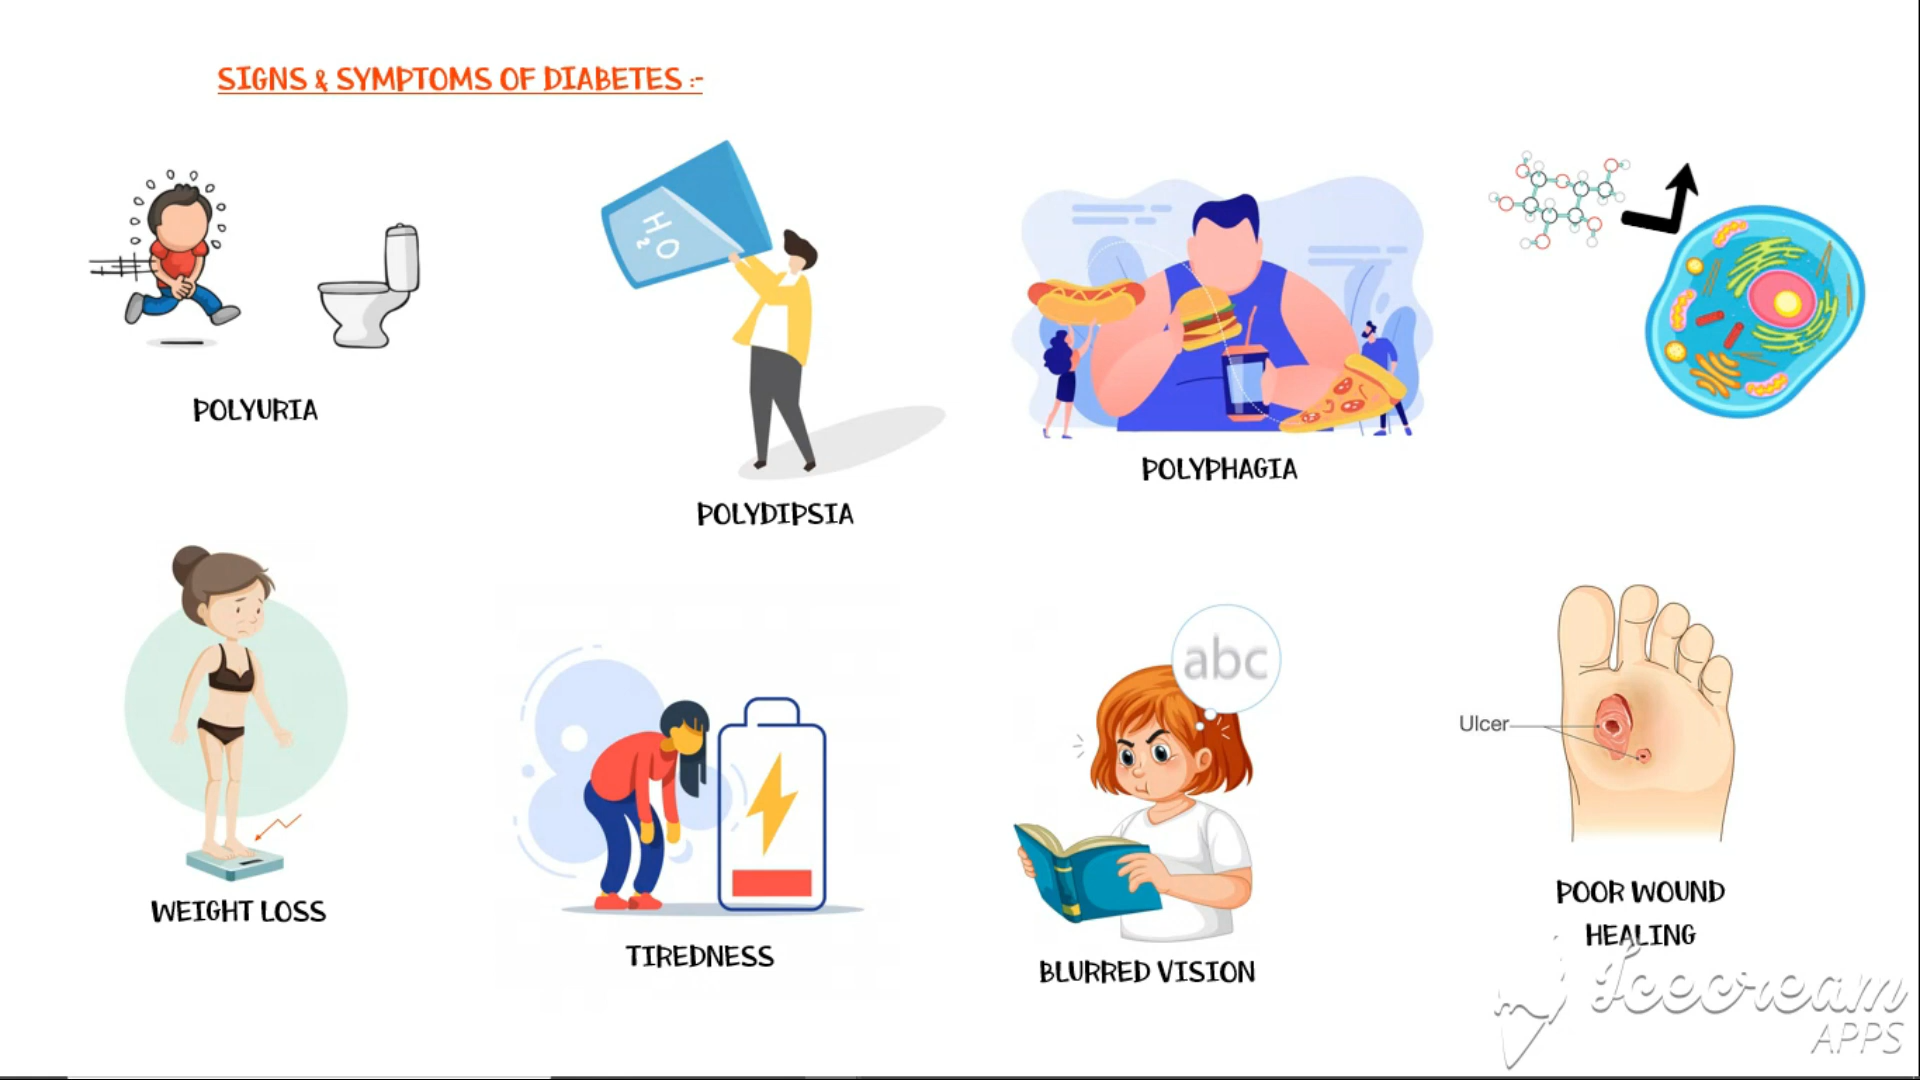 SIGNS & SYMPTOMS OF DIABETES :-
H₂O
POLYURIA
POLYDIPSIA
POLYPHAGIA
WEIGHT LOSS
TIREDNESS
abc
BLURRED VISION
Ulcer
POOR WOUND
HEALING
Icecream
APPS